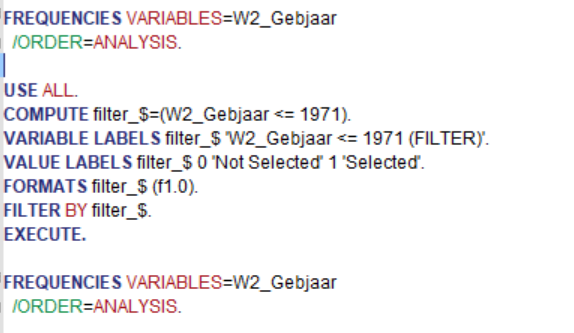 FREQUENCIES VARIABLES=W2_Gebjaar
/ORDER=ANALYSIS.
USE ALL.
COMPUTE filter_$=(W2_Gebjaar <= 1971).
VARIABLE LABELS filter_$ 'W2_Gebjaar <= 1971 (FILTER)'.
VALUE LABELS filter_$ 0 'Not Selected' 1 'Selected'.
FORMATS filter_$ (f1.0).
FILTER BY filter_$.
EXECUTE.
FREQUENCIES VARIABLES=W2_Gebjaar
/ORDER=ANALYSIS.